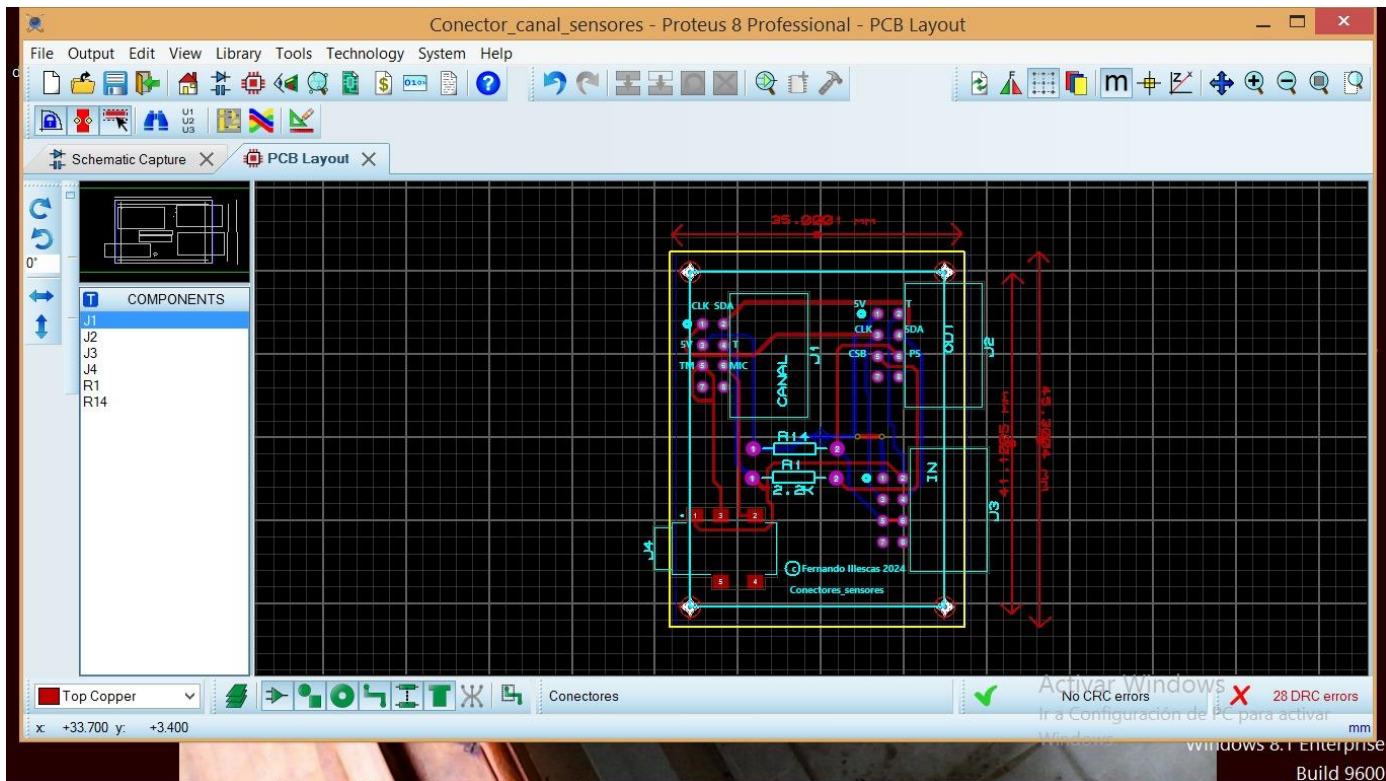 Conector_canal_sensores - Proteus 8 Professional - PCB Layout
File Output Edit View Library Tools Technology System Help
Schematic Capture
PCB Layout
0°
COMPONENTS
J1
J2
J3
J4
R1
R14
CLK SDA
5V T
TM MIC
CANAL
J1
5V T
CLK SDA
CSB PS
OUT
J2
R14
R1
2.2K
IN
J3
J4
© Fernando Illescas 2024
Conectores_sensores
Top Copper
Conectores
No CRC errors
28 DRC errors
Activar Windows
Ir a Configuración de PC para activar
Windows
x: +33.700 y: +3.400
mm
Windows 8.1 Enterprise
Build 9600